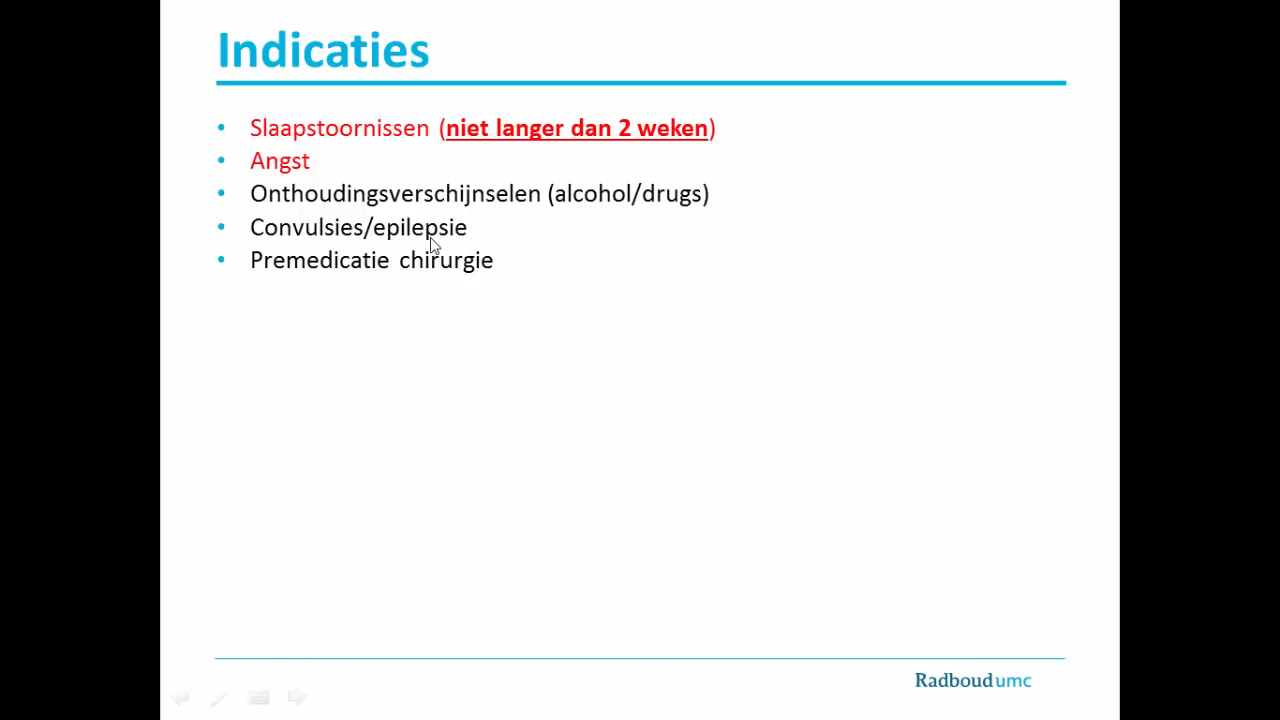 Indicaties
• Slaapstoornissen (niet langer dan 2 weken)
• Angst
• Onthoudingsverschijnselen (alcohol/drugs)
• Convulsies/epilepsie
• Premedicatie chirurgie
Radboudumc